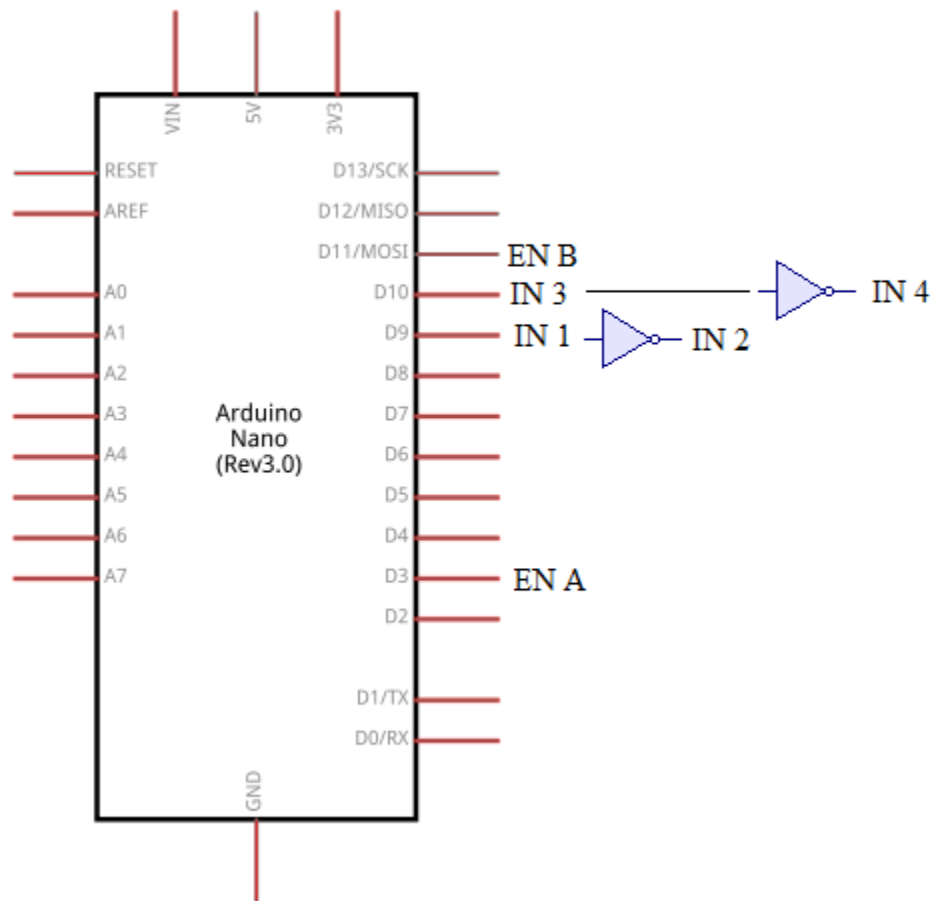 VIN
5V
3V3
RESET
D13/SCK
AREF
D12/MISO
D11/MOSI
EN B
A0
D10
IN 3
IN 4
A1
D9
IN 1
IN 2
A2
D8
A3
D7
Arduino
Nano
(Rev3.0)
A4
D6
A5
D5
A6
D4
A7
D3
EN A
D2
D1/TX
D0/RX
GND